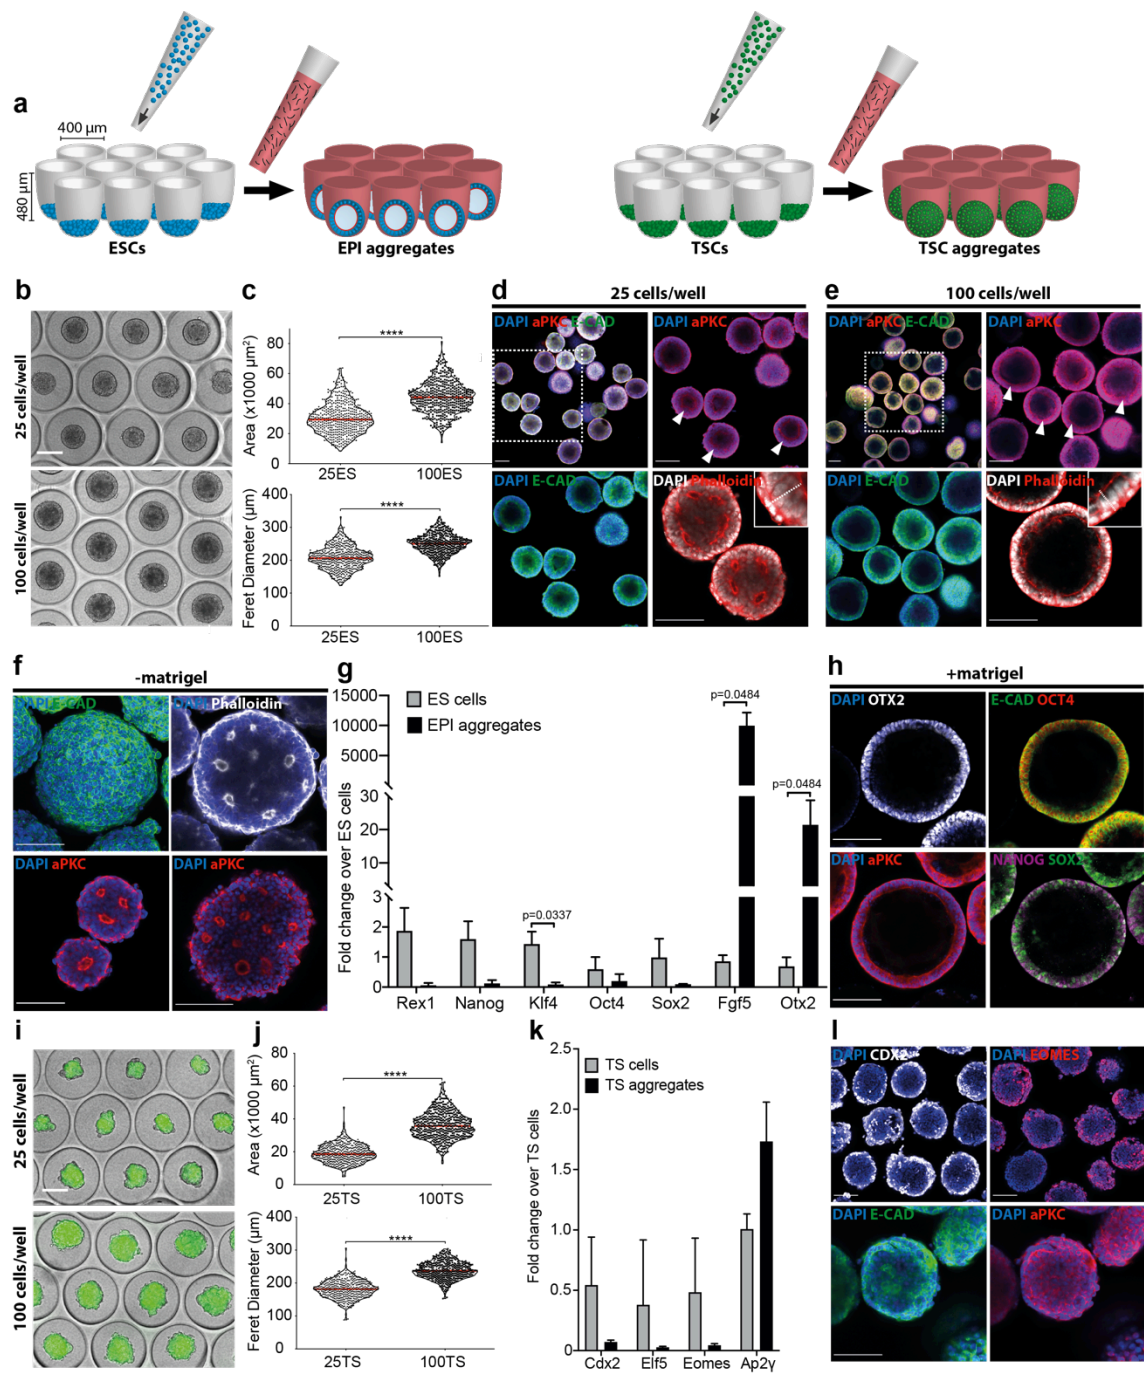 a
400 μm
480 μm
ESCs
EPI aggregates
TSCs
TSC aggregates
b
25 cells/well
100 cells/well
c
Area (x1000 μm²)
80
60
40
20
0
****
25ES
100ES
Feret Diameter (μm)
400
300
200
100
0
****
25ES
100ES
d
25 cells/well
DAPI aPKC E-CAD
DAPI aPKC
DAPI E-CAD
DAPI Phalloidin
e
100 cells/well
DAPI aPKC E-CAD
DAPI aPKC
DAPI E-CAD
DAPI Phalloidin
f
-matrigel
DAPI E-CAD
DAPI Phalloidin
DAPI aPKC
DAPI aPKC
g
Fold change over ES cells
15000
10000
5000
0
30
20
10
3
2
1
0
ES cells
EPI aggregates
p=0.0337
p=0.0484
p=0.0484
Rex1
Nanog
Klf4
Oct4
Sox2
Fgf5
Otx2
h
+matrigel
DAPI OTX2
E-CAD OCT4
DAPI aPKC
NANOG SOX2
i
25 cells/well
100 cells/well
j
Area (x1000 μm²)
80
60
40
20
0
****
25TS
100TS
Feret Diameter (μm)
400
300
200
100
0
****
25TS
100TS
k
Fold change over TS cells
2.5
2.0
1.5
1.0
0.5
0
TS cells
TS aggregates
Cdx2
Elf5
Eomes
Ap2γ
l
DAPI CDX2
DAPI EOMES
DAPI E-CAD
DAPI aPKC